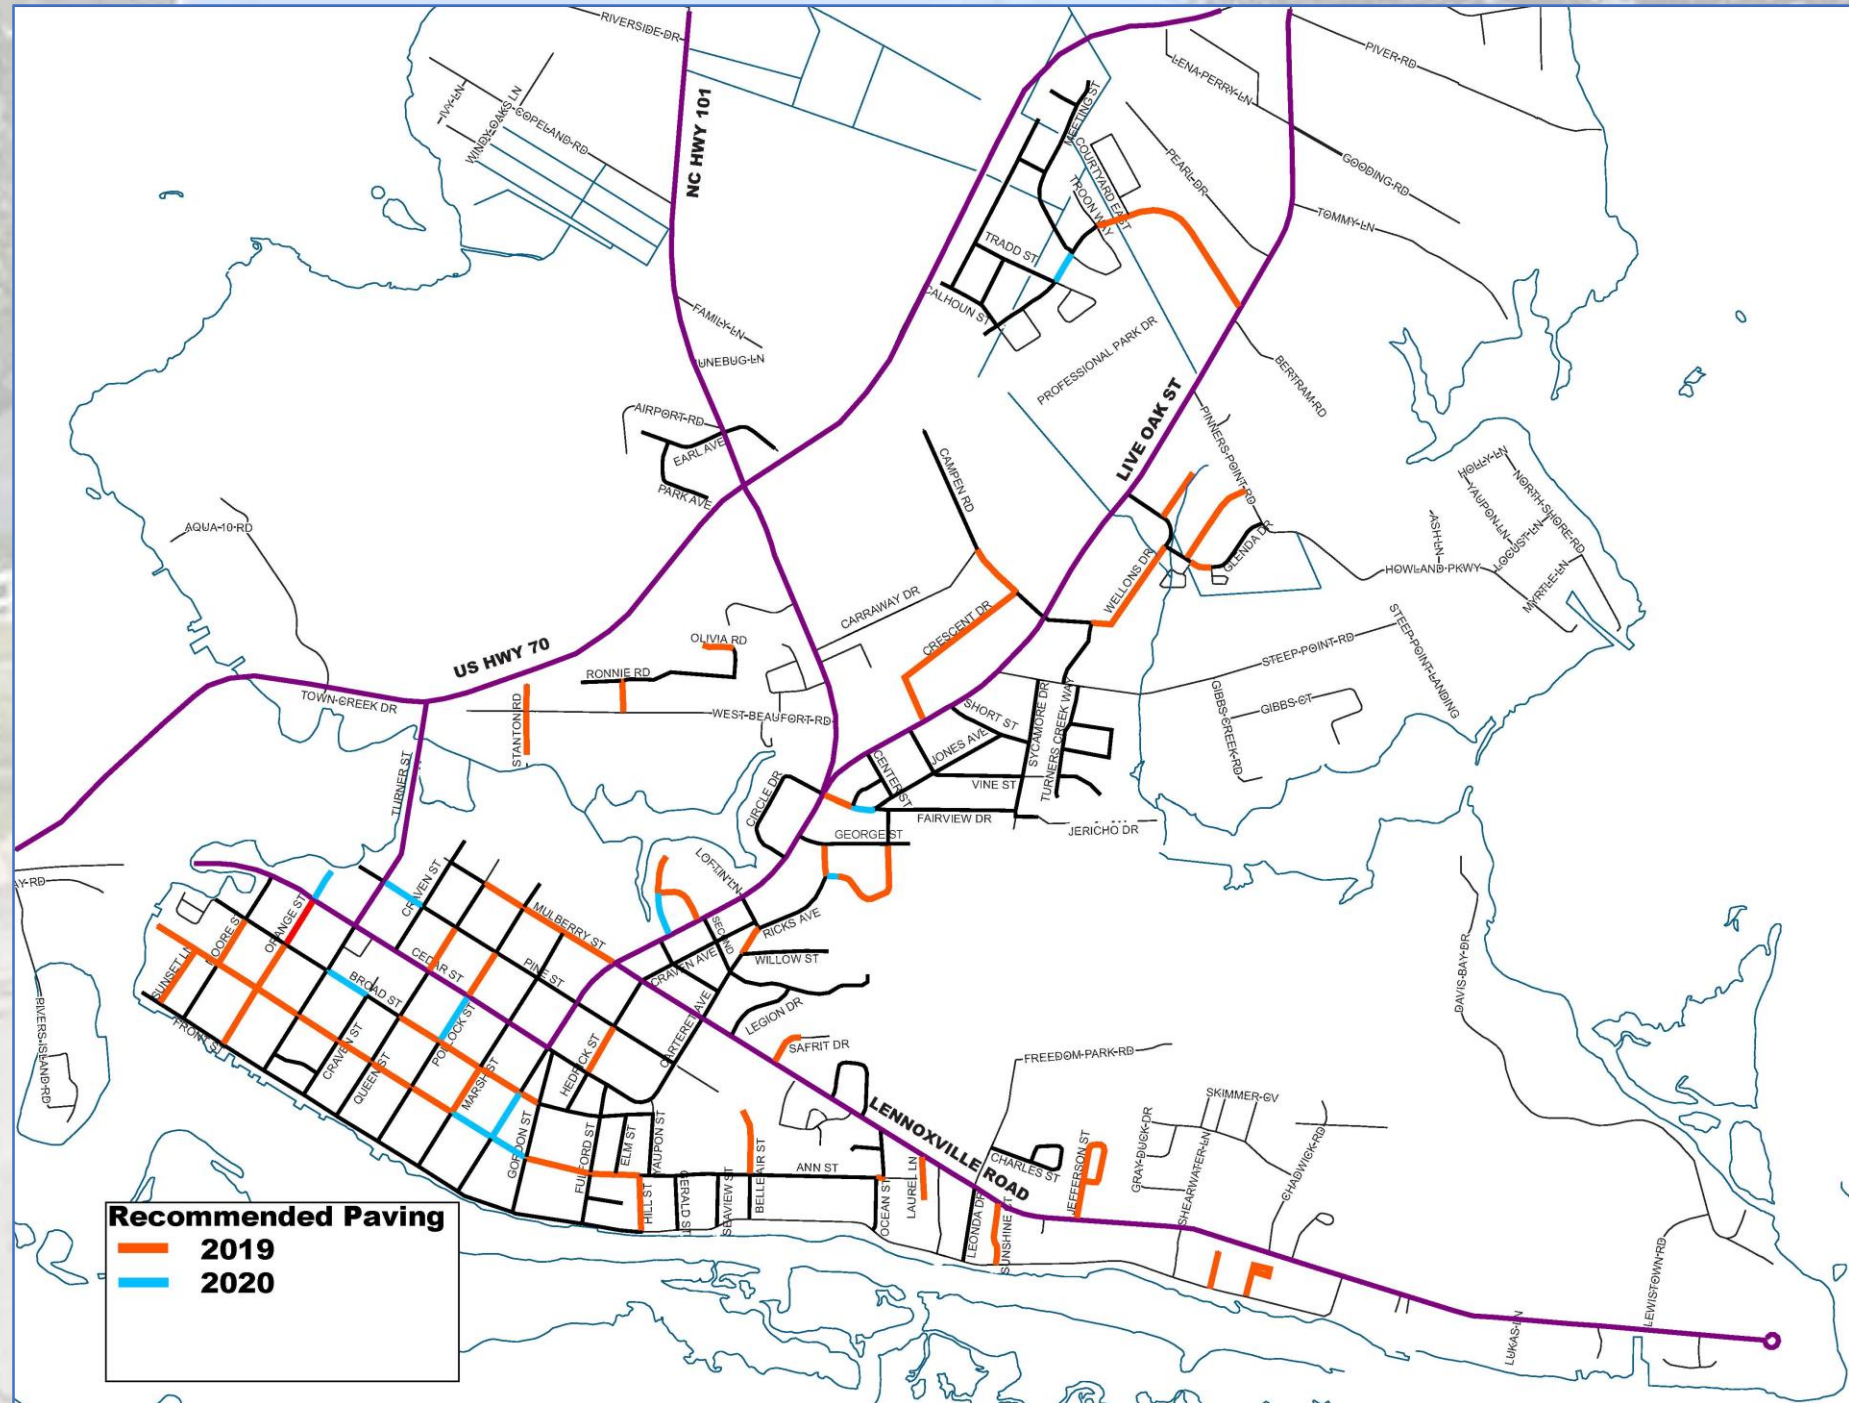 RIVERSIDE-DR
PIVER-RD
LENA-PERRY-LN
IVY-LN
WINDY-OAKS LN
COPELAND-RD
NC HWY 101
MEETING ST
COURTYARD EAST
TROON WAY
PEARL-DR
GOODING-RD
TOMMY-LN
TRADD ST
CALHOUN ST
FAMILY-LN
UNEBUG-LN
PROFESSIONAL PARK DR
BERTRAM-RD
AIRPORT-RD
EARL AVE
PARK AVE
LIVE OAK ST
PINNERS-POINT-RD
CAMPEN RD
HOLLY-LN
NORTH-SHORE-RD
YAUPON-LN
ASH-LN
LOCUST-LN
MYRTLE-LN
AQUA-10-RD
GLENDA DR
HOWLAND-PKWY
WELLONS DR
CARRAWAY DR
CRESCENT DR
OLIVIA RD
US HWY 70
RONNIE RD
STEEP-POINT-RD
STEEP-POINT-LANDING
TOWN-CREEK DR
STANTON RD
WEST-BEAUFORT-RD
SHORT ST
SYCAMORE DR
TURNERS CREEK WAY
GIBBS-CREEK-RD
GIBBS-CT
JONES AVE
TURNER ST
CENTER ST
VINE ST
CIRCLE DR
FAIRVIEW DR
JERICHO DR
GEORGE ST
AY-RD
LOFTIN LN
CRAVEN ST
MULBERRY ST
RICKS AVE
SECOND
MOORE ST
ORANGE ST
SUNSET LN
CEDAR ST
PINE ST
CRAVEN AVE
WILLOW ST
BROAD ST
POLLOCK ST
LEGION DR
CARTERET AVE
DAVIS-BAY-DR
RIVERS-ISLAND-RD
FRONT ST
CRAVEN ST
QUEEN ST
MARSH ST
HEDRICK ST
SAFRIT DR
FREEDOM-PARK-RD
LENNOXVILLE ROAD
SKIMMER-CV
GRAY-DUCK-DR
CHADWICK-RD
SHEARWATER-LN
GORDON ST
FULFORD ST
ELM ST
YAUPON ST
ANN ST
BELLE AIR ST
CHARLES ST
JEFFERSON ST
LAUREL LN
OCEAN ST
HILL ST
GERALD ST
SEAVIEW ST
LEONDA DR
SUNSHINE ST
LEWISTOWN-RD
LUKAS-LN
Recommended Paving
2019
2020